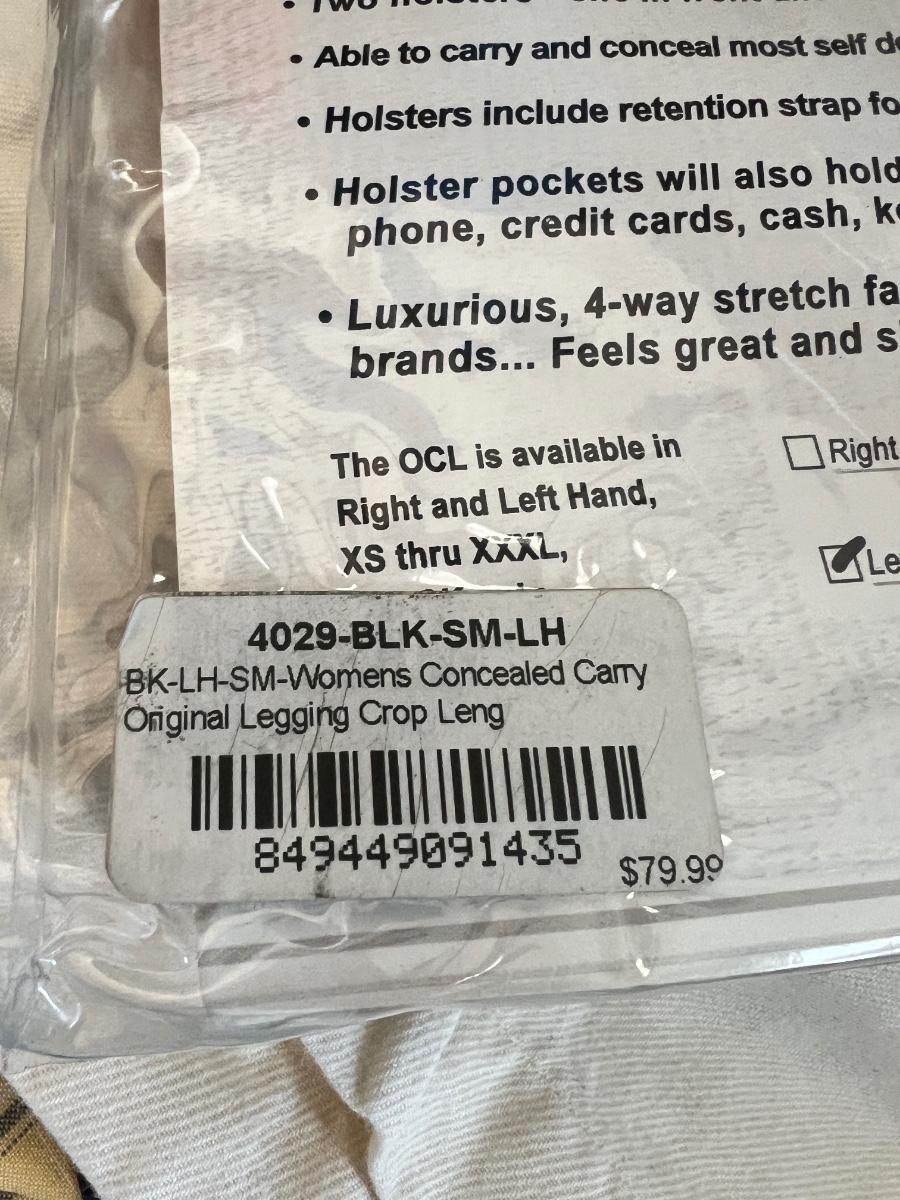 • Two holsters
• Able to carry and conceal most self
• Holsters include retention strap
• Holster pockets will also hold
phone, credit cards, cash,
• Luxurious, 4-way stretch
brands... Feels great and
The OCL is available in
Right and Left Hand,
XS thru XXXL,
Right
4029-BLK-SM-LH
BK-LH-SM-Womens Concealed Carry
Original Legging Crop Leng
849449091435
$79.99